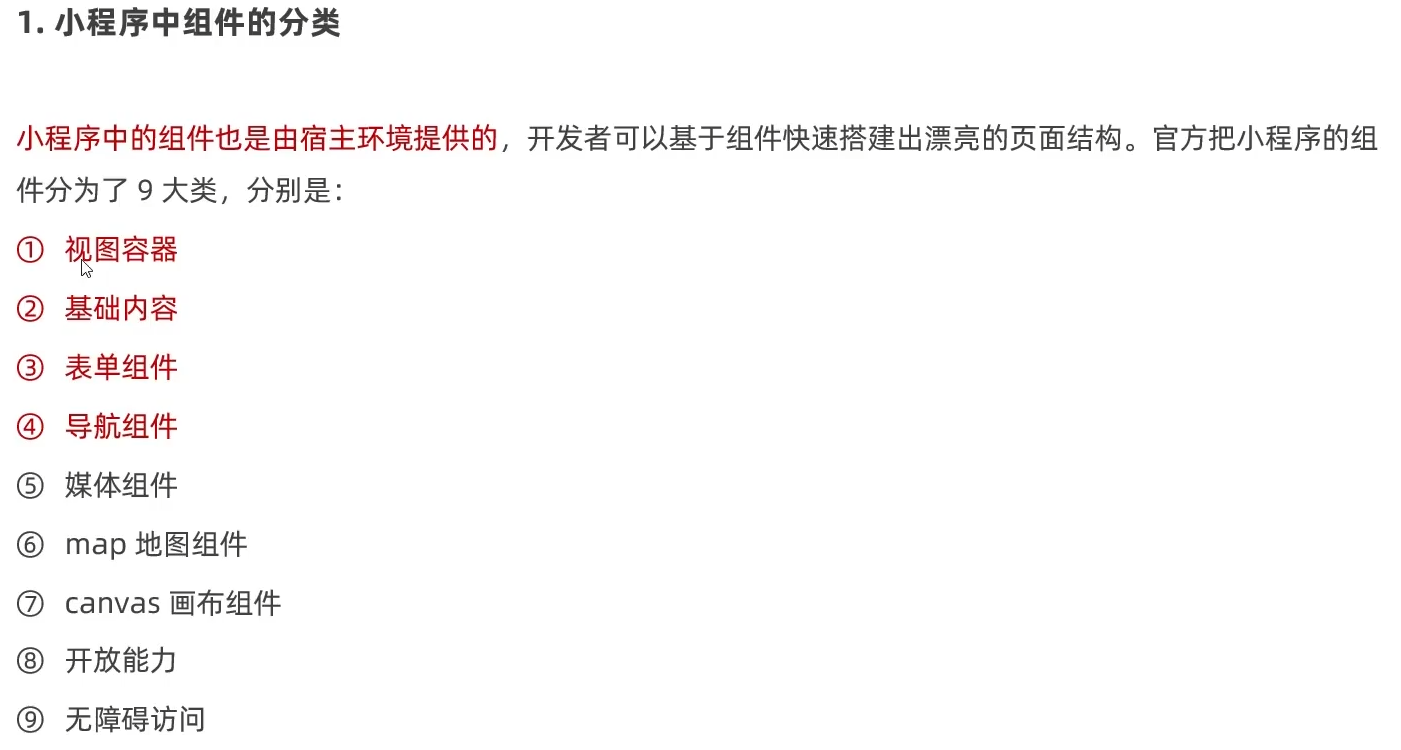 1. 小程序中组件的分类
小程序中的组件也是由宿主环境提供的，开发者可以基于组件快速搭建出漂亮的页面结构。官方把小程序的组
件分为了 9 大类，分别是：
① 视图容器
② 基础内容
③ 表单组件
④ 导航组件
⑤ 媒体组件
⑥ map 地图组件
⑦ canvas 画布组件
⑧ 开放能力
⑨ 无障碍访问